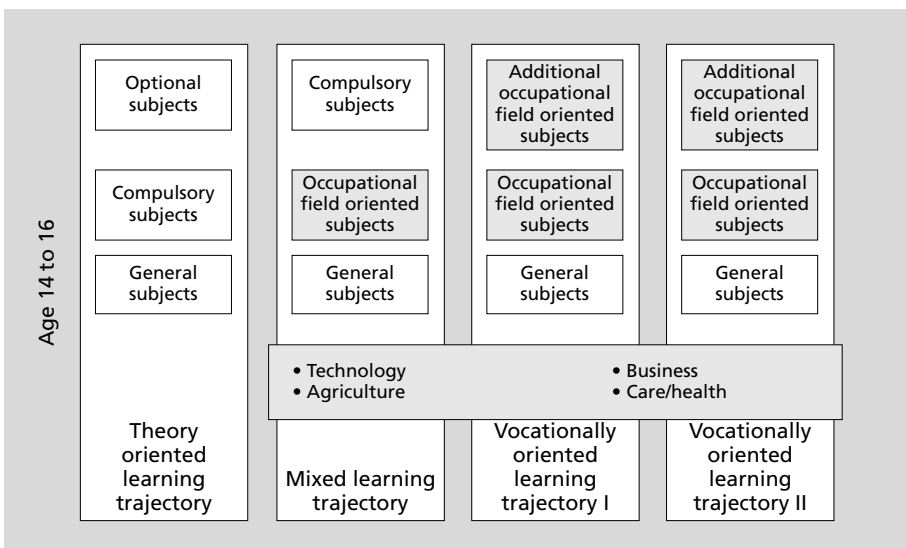 Age 14 to 16
Optional
subjects
Compulsory
subjects
General
subjects
Theory
oriented
learning
trajectory
Compulsory
subjects
Occupational
field oriented
subjects
General
subjects
Mixed learning
trajectory
Additional
occupational
field oriented
subjects
Occupational
field oriented
subjects
General
subjects
Vocationally
oriented
learning
trajectory I
Additional
occupational
field oriented
subjects
Occupational
field oriented
subjects
General
subjects
Vocationally
oriented
learning
trajectory II
• Technology
• Agriculture
• Business
• Care/health